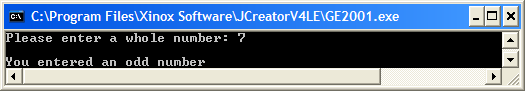 C:\Program Files\Xinox Software\JCreatorV4LE\GE2001.exe
Please enter a whole number: 7
You entered an odd number